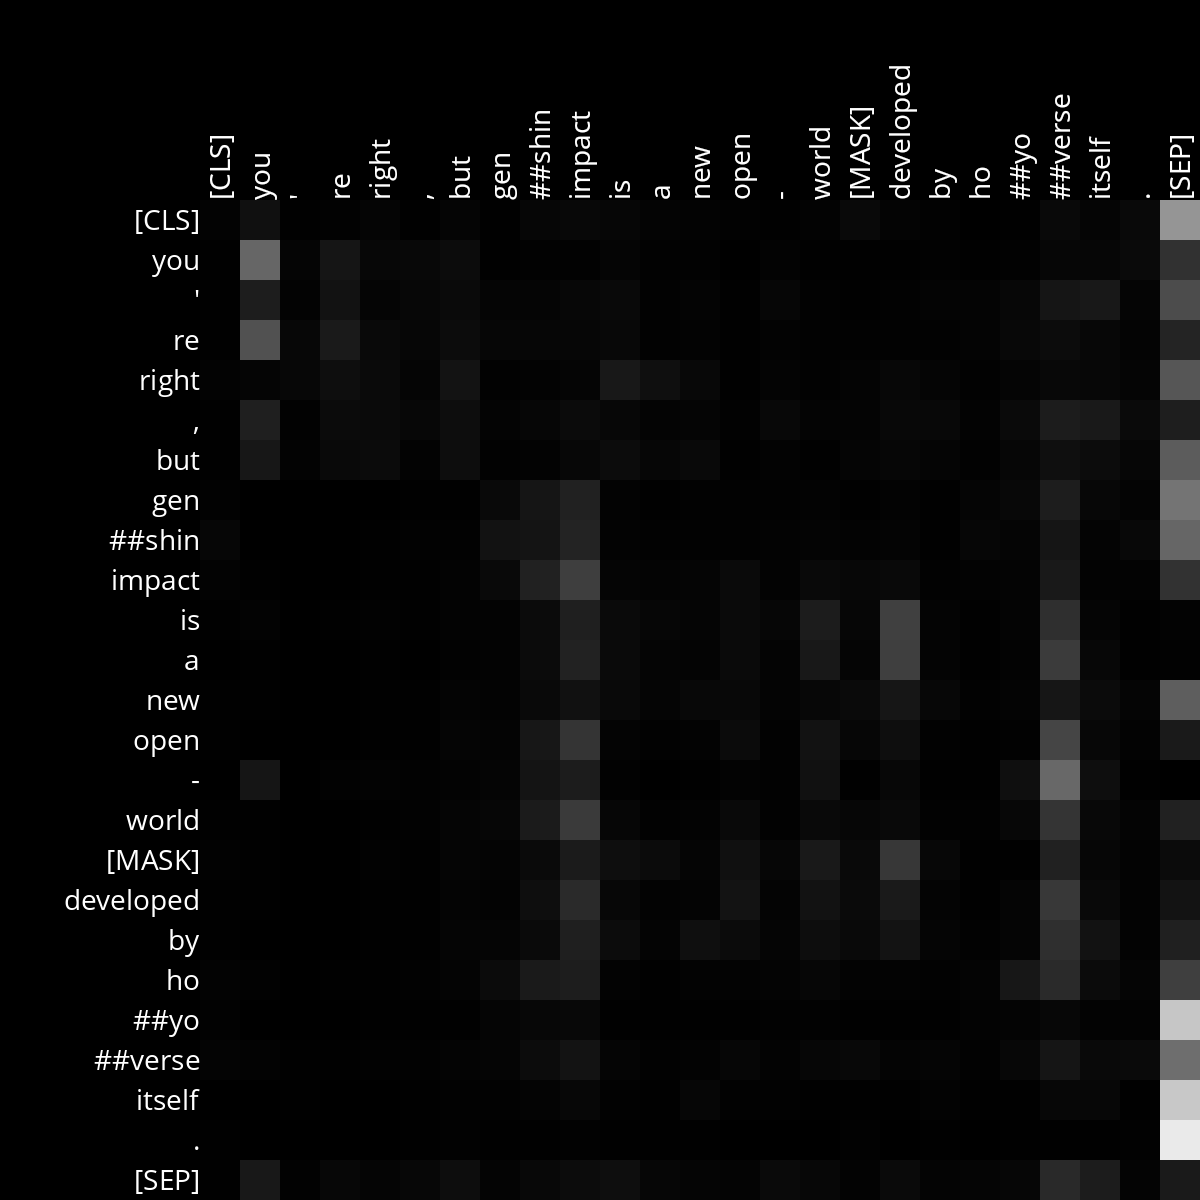 [CLS] you ' re right , but gen ##shin impact is a new open - world [MASK] developed by ho ##yo ##verse itself . [SEP]
[CLS]
you
'
re
right
,
but
gen
##shin
impact
is
a
new
open
-
world
[MASK]
developed
by
ho
##yo
##verse
itself
.
[SEP]